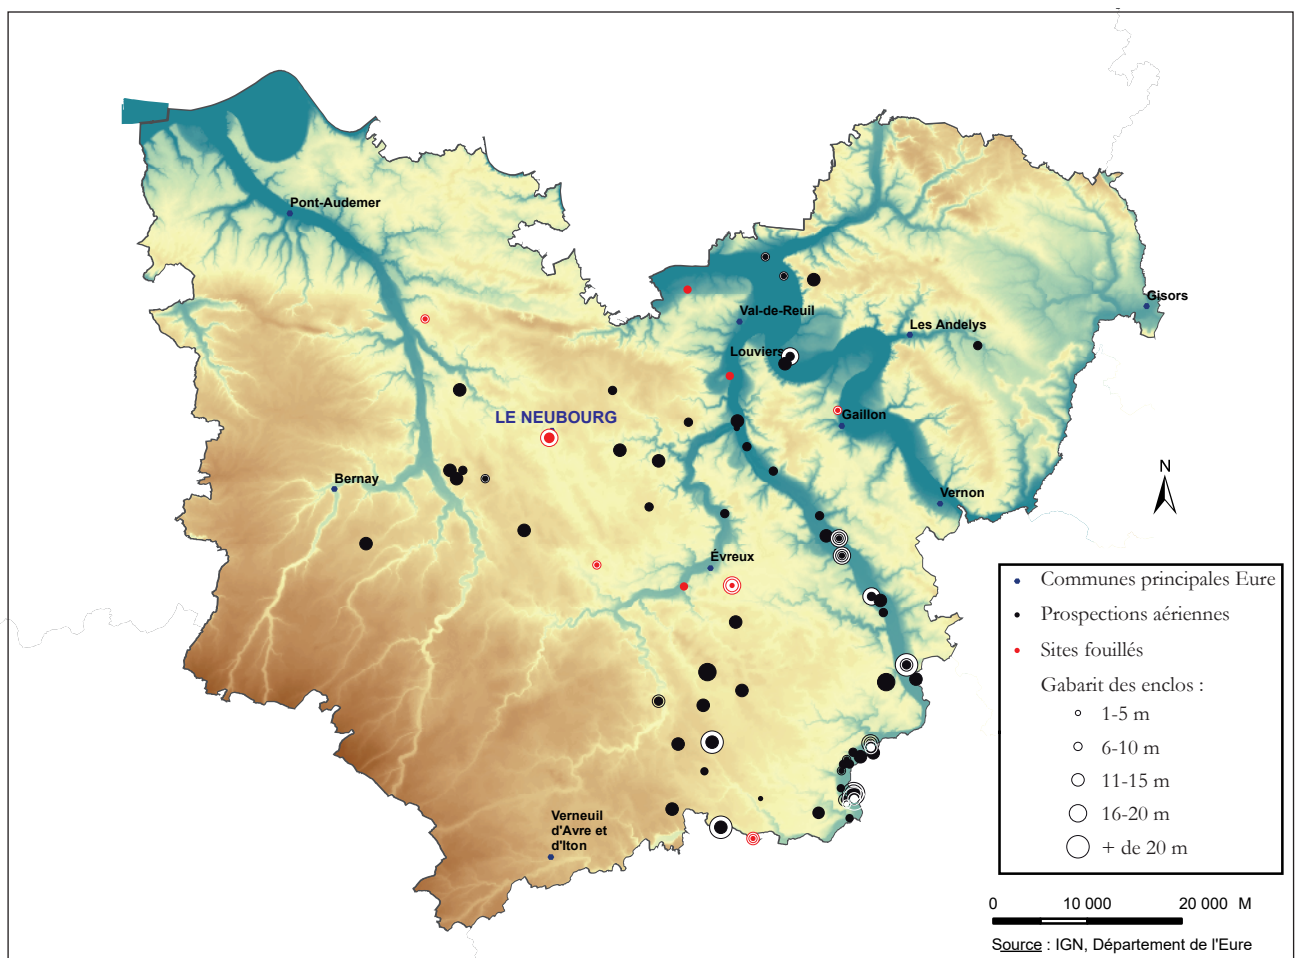 Pont-Audemer
Gisors
Val-de-Reuil
Les Andelys
Louviers
LE NEUBOURG
Gaillon
Bernay
Vernon
N
Évreux
Verneuil
d'Avre et
d'Iton
Communes principales Eure
Prospections aériennes
Sites fouillés
Gabarit des enclos :
1-5 m
6-10 m
11-15 m
16-20 m
+ de 20 m
0 10 000 20 000 M
Source : IGN, Département de l'Eure